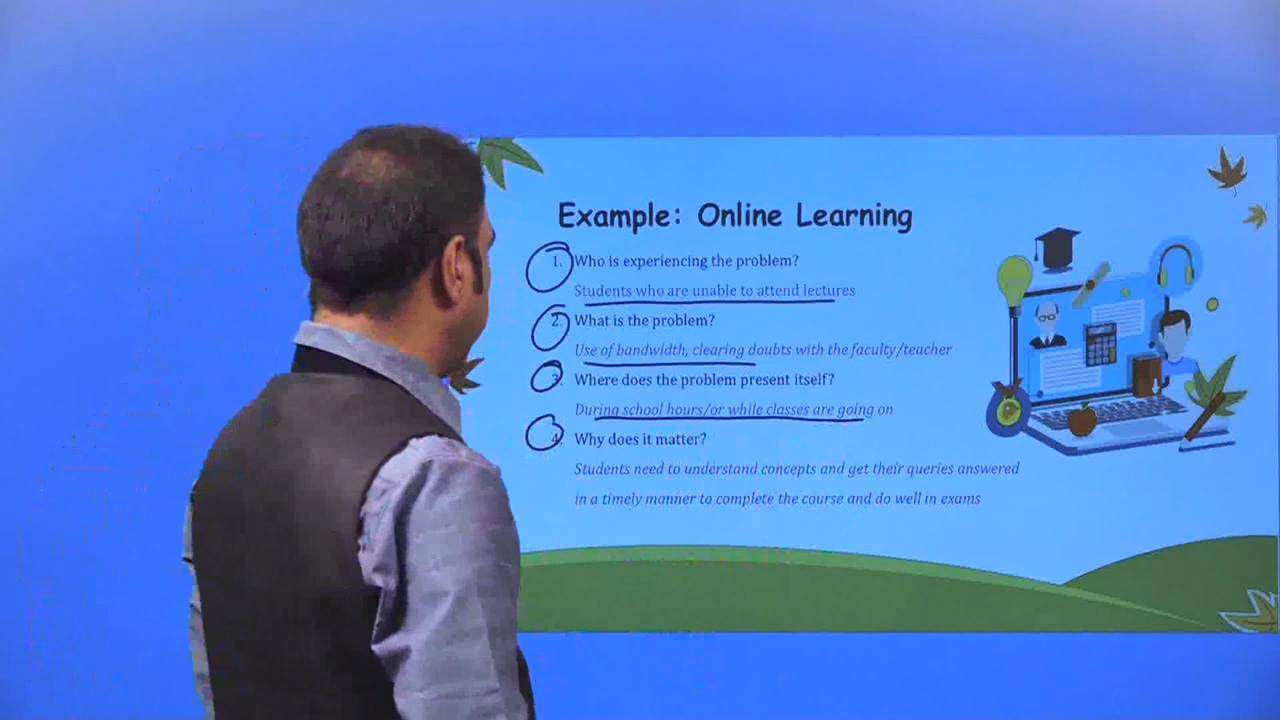 Example: Online Learning
1. Who is experiencing the problem?
Students who are unable to attend lectures
2. What is the problem?
Use of bandwidth, clearing doubts with the faculty/teacher
3. Where does the problem present itself?
During school hours/or while classes are going on
4. Why does it matter?
Students need to understand concepts and get their queries answered
in a timely manner to complete the course and do well in exams